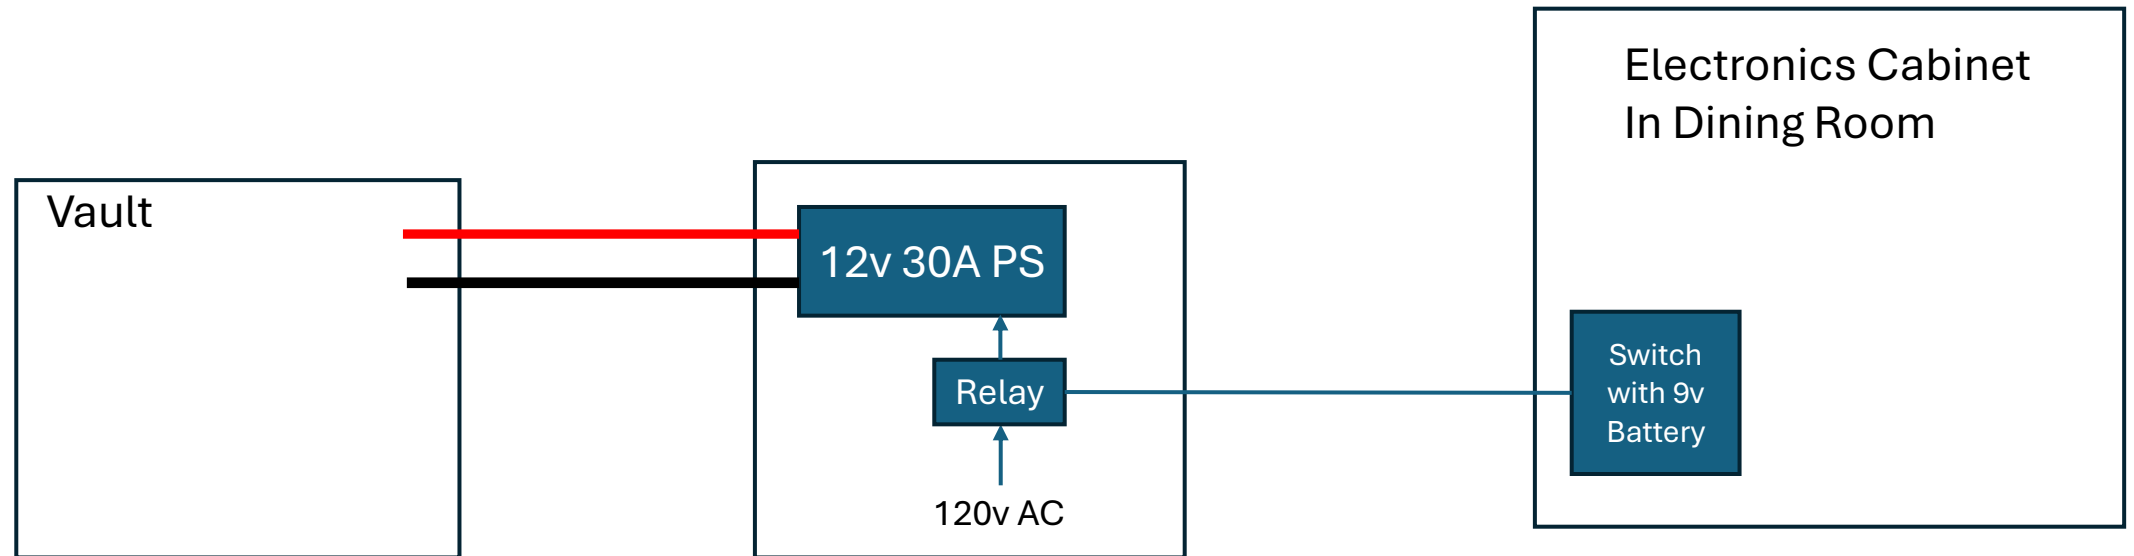 Electronics Cabinet
In Dining Room
Vault
12v 30A PS
Relay
120v AC
Switch
with 9v
Battery